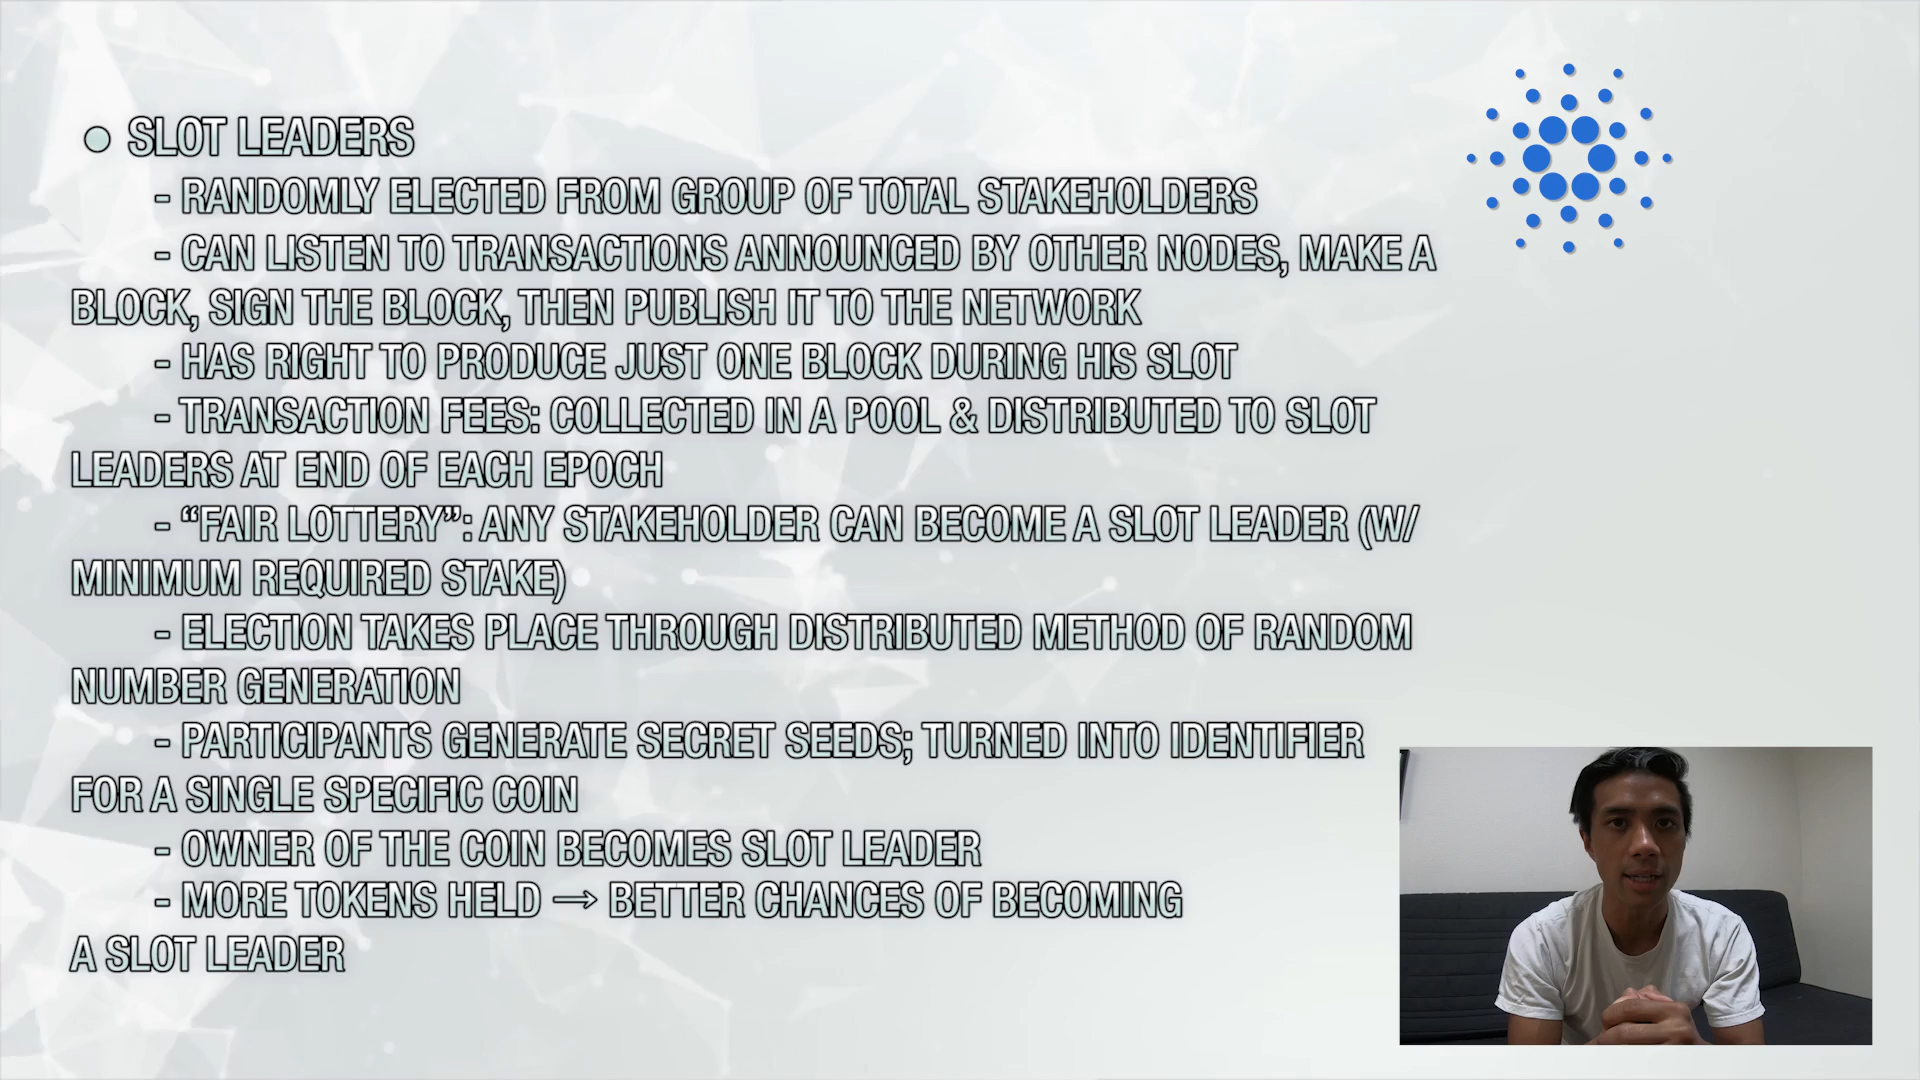 ● SLOT LEADERS
- RANDOMLY ELECTED FROM GROUP OF TOTAL STAKEHOLDERS
- CAN LISTEN TO TRANSACTIONS ANNOUNCED BY OTHER NODES, MAKE A
BLOCK, SIGN THE BLOCK, THEN PUBLISH IT TO THE NETWORK
- HAS RIGHT TO PRODUCE JUST ONE BLOCK DURING HIS SLOT
- TRANSACTION FEES: COLLECTED IN A POOL & DISTRIBUTED TO SLOT
LEADERS AT END OF EACH EPOCH
- “FAIR LOTTERY”: ANY STAKEHOLDER CAN BECOME A SLOT LEADER (W/
MINIMUM REQUIRED STAKE)
- ELECTION TAKES PLACE THROUGH DISTRIBUTED METHOD OF RANDOM
NUMBER GENERATION
- PARTICIPANTS GENERATE SECRET SEEDS; TURNED INTO IDENTIFIER
FOR A SINGLE SPECIFIC COIN
- OWNER OF THE COIN BECOMES SLOT LEADER
- MORE TOKENS HELD → BETTER CHANCES OF BECOMING
A SLOT LEADER